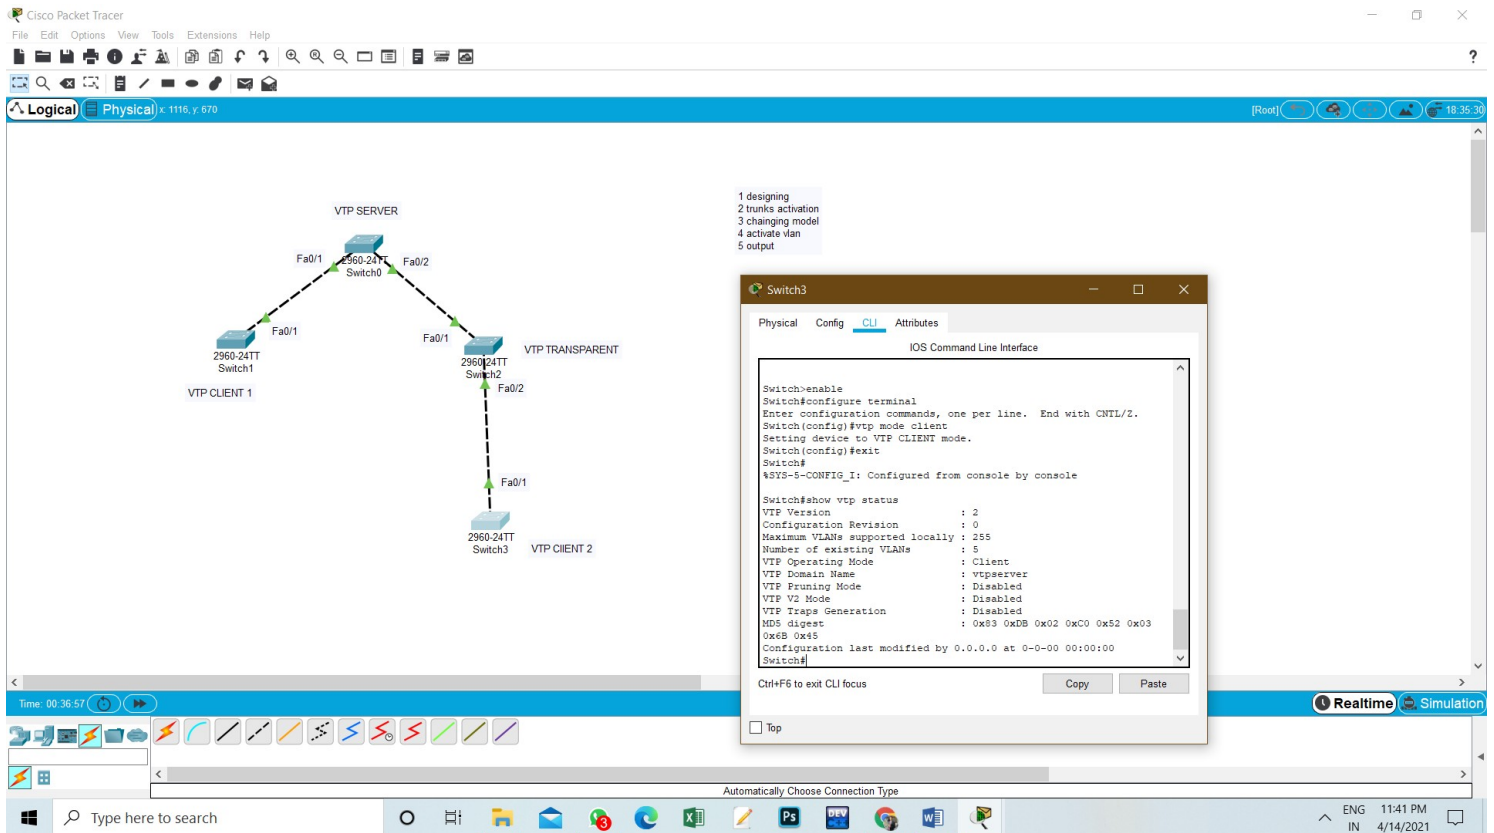 Cisco Packet Tracer
File Edit Options View Tools Extensions Help
?
Logical Physical x: 1116, y: 670 [Root] 18:35:30
1 designing
2 trunks activation
3 chainging model
4 activate vlan
5 output
VTP SERVER
Fa0/1 2960-24TT Fa0/2
Switch0
Fa0/1
2960-24TT
Switch1
VTP CLIENT 1
Fa0/1
VTP TRANSPARENT
2960-24TT
Switch2
Fa0/2
Fa0/1
2960-24TT
Switch3
VTP ClIENT 2
Switch3
Physical Config CLI Attributes
IOS Command Line Interface
Switch>enable
Switch#configure terminal
Enter configuration commands, one per line. End with CNTL/Z.
Switch(config)#vtp mode client
Setting device to VTP CLIENT mode.
Switch(config)#exit
Switch#
%SYS-5-CONFIG_I: Configured from console by console
Switch#show vtp status
VTP Version : 2
Configuration Revision : 0
Maximum VLANs supported locally : 255
Number of existing VLANs : 5
VTP Operating Mode : Client
VTP Domain Name : vtpserver
VTP Pruning Mode : Disabled
VTP V2 Mode : Disabled
VTP Traps Generation : Disabled
MD5 digest : 0x83 0xDB 0x02 0xC0 0x52 0x03
0x6B 0x45
Configuration last modified by 0.0.0.0 at 0-0-00 00:00:00
Switch#
Ctrl+F6 to exit CLI focus Copy Paste
Top
Time: 00:36:57 Realtime Simulation
Automatically Choose Connection Type
Type here to search
3
Ps
DEV
ENG 11:41 PM
IN 4/14/2021